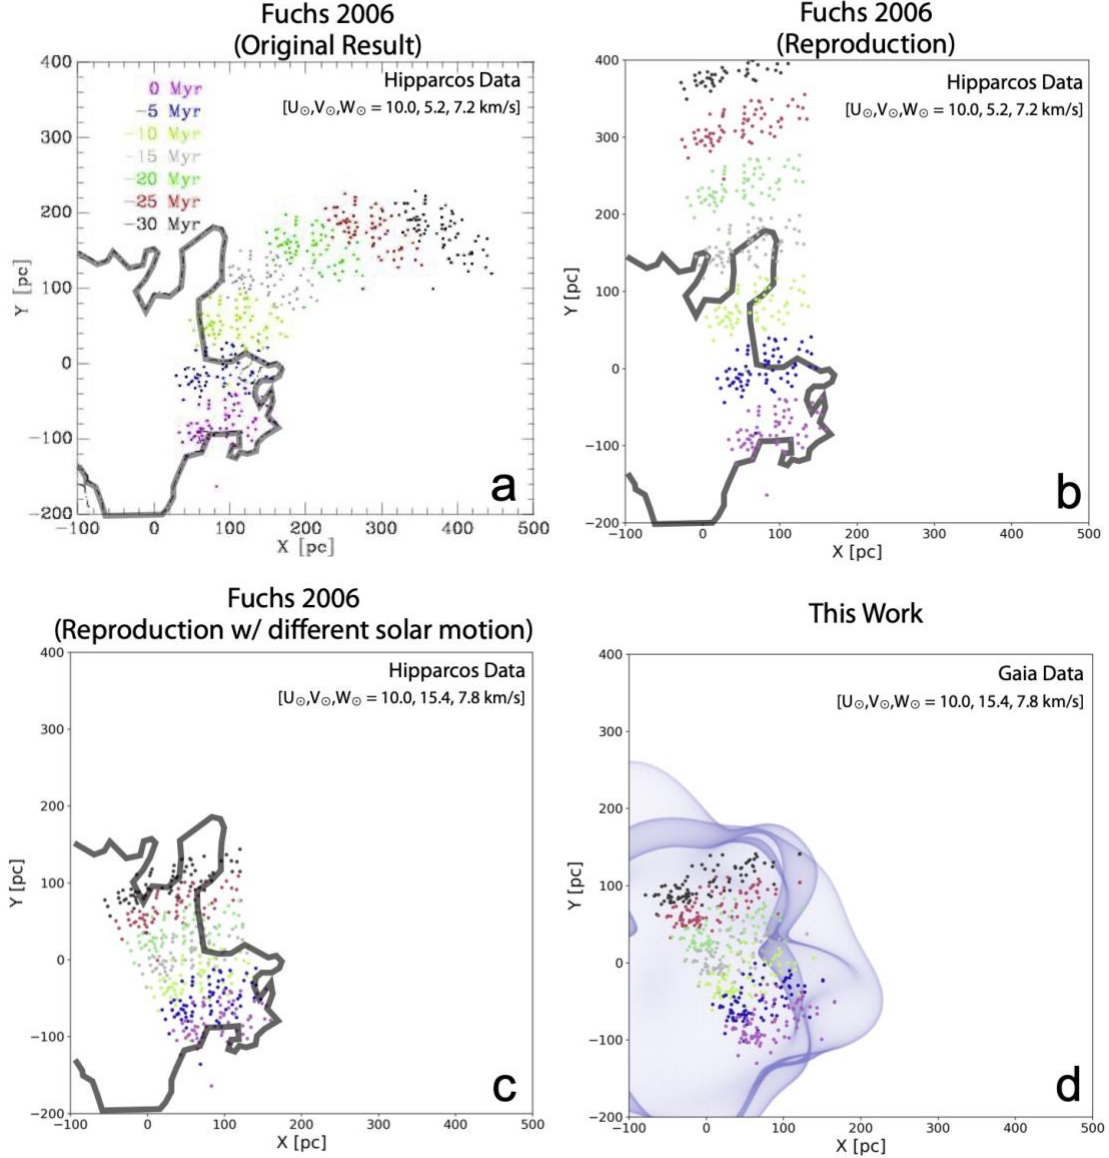 Fuchs 2006
(Original Result)
Hipparcos Data
[U⊙,V⊙,W⊙ = 10.0, 5.2, 7.2 km/s]
0 Myr
-5 Myr
-10 Myr
-15 Myr
-20 Myr
-25 Myr
-30 Myr
400
300
200
100
0
-100
-200
Y [pc]
-100 0 100 200 300 400 500
X [pc]
a
Fuchs 2006
(Reproduction)
Hipparcos Data
[U⊙,V⊙,W⊙ = 10.0, 5.2, 7.2 km/s]
400
300
200
100
0
−100
−200
Y [pc]
−100 0 100 200 300 400 500
X [pc]
b
Fuchs 2006
(Reproduction w/ different solar motion)
Hipparcos Data
[U⊙,V⊙,W⊙ = 10.0, 15.4, 7.8 km/s]
400
300
200
100
0
−100
−200
Y [pc]
−100 0 100 200 300 400 500
X [pc]
c
This Work
Gaia Data
[U⊙,V⊙,W⊙ = 10.0, 15.4, 7.8 km/s]
400
300
200
100
0
−100
−200
Y [pc]
−100 0 100 200 300 400 500
X [pc]
d